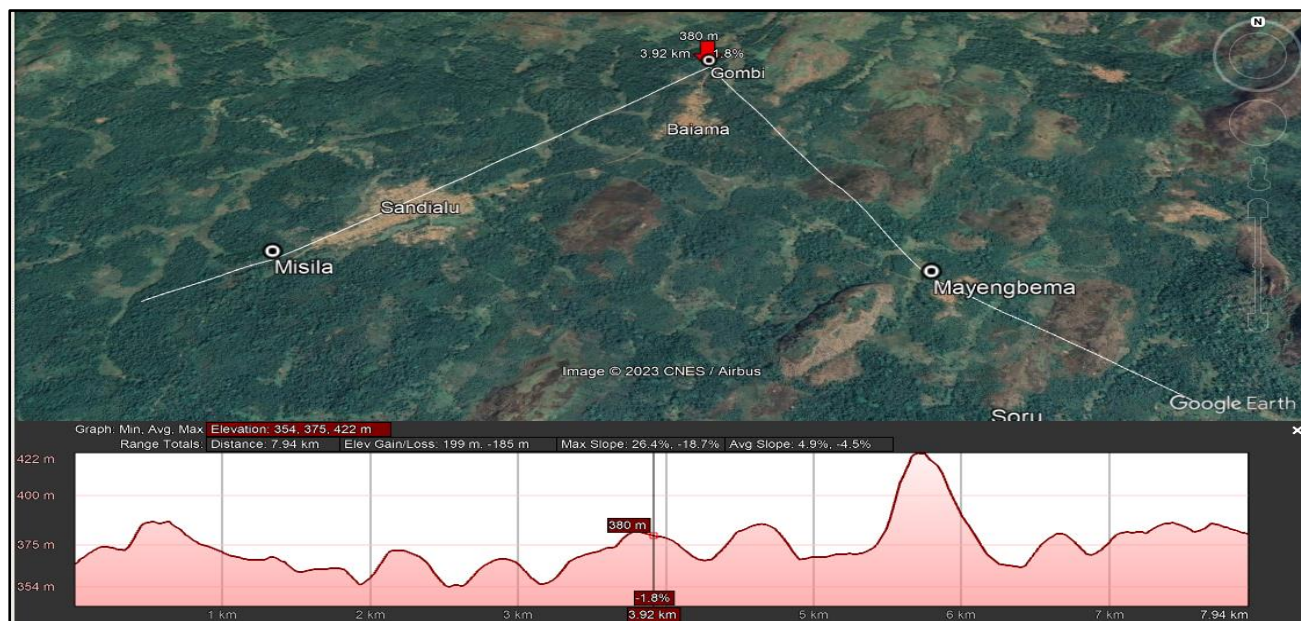 N
380 m
3.92 km 1.8%
Gombi
Baiama
Sandialu
Misila
Mayengbema
Image © 2023 CNES / Airbus
Google Earth
Soru
Graph: Min, Avg, Max Elevation: 354, 375, 422 m
Range Totals: Distance: 7.94 km Elev Gain/Loss: 199 m, -185 m Max Slope: 26.4%, -18.7% Avg Slope: 4.9%, -4.5%
422 m
400 m
380 m
375 m
354 m
-1.8%
1 km 2 km 3 km 3.92 km 5 km 6 km 7 km 7.94 km